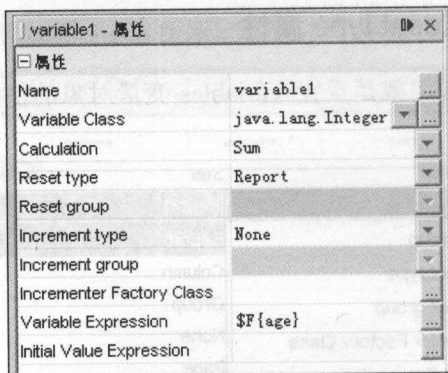 variable1 - 属性
属性
Name variable1 ...
Variable Class java.lang.Integer ...
Calculation Sum
Reset type Report
Reset group
Increment type None
Increment group
Incrementer Factory Class ...
Variable Expression $F{age} ...
Initial Value Expression ...